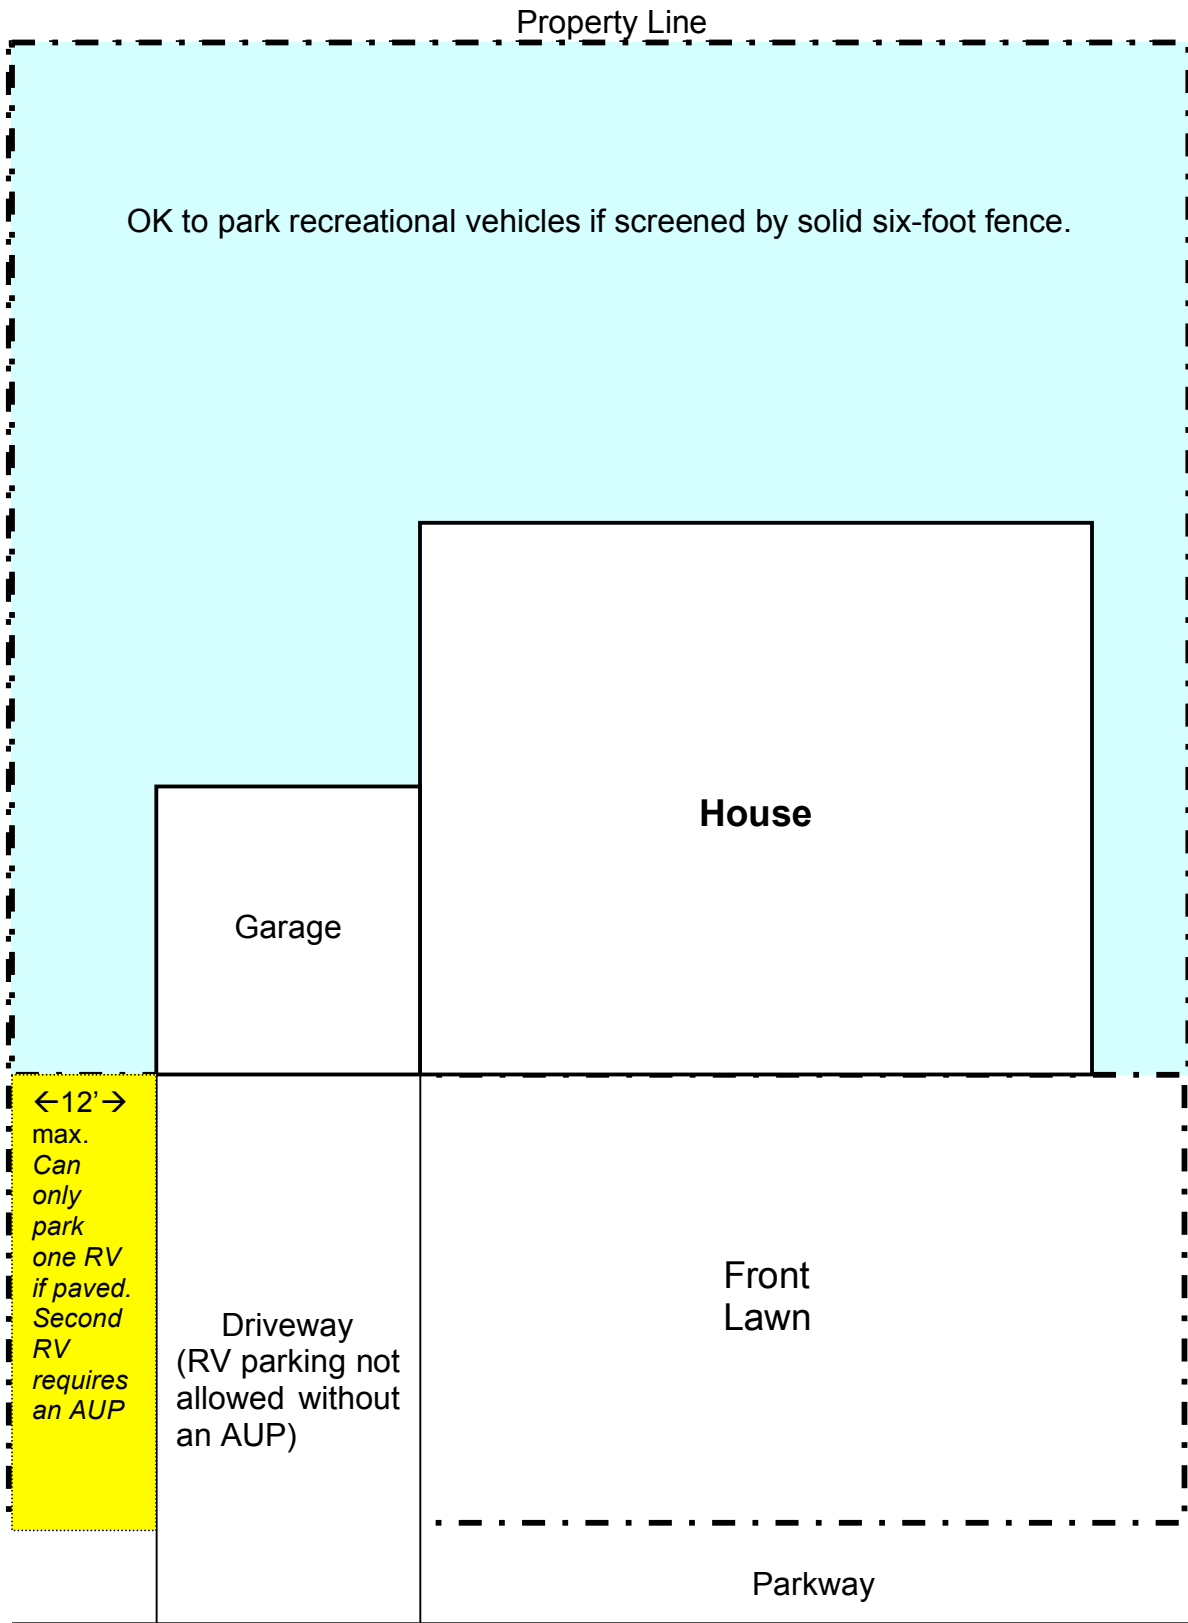 Property Line
OK to park recreational vehicles if screened by solid six-foot fence.
House
Garage
←12’→
max.
Can
only
park
one RV
if paved.
Second
RV
requires
an AUP
Driveway
(RV parking not
allowed without
an AUP)
Front
Lawn
Parkway